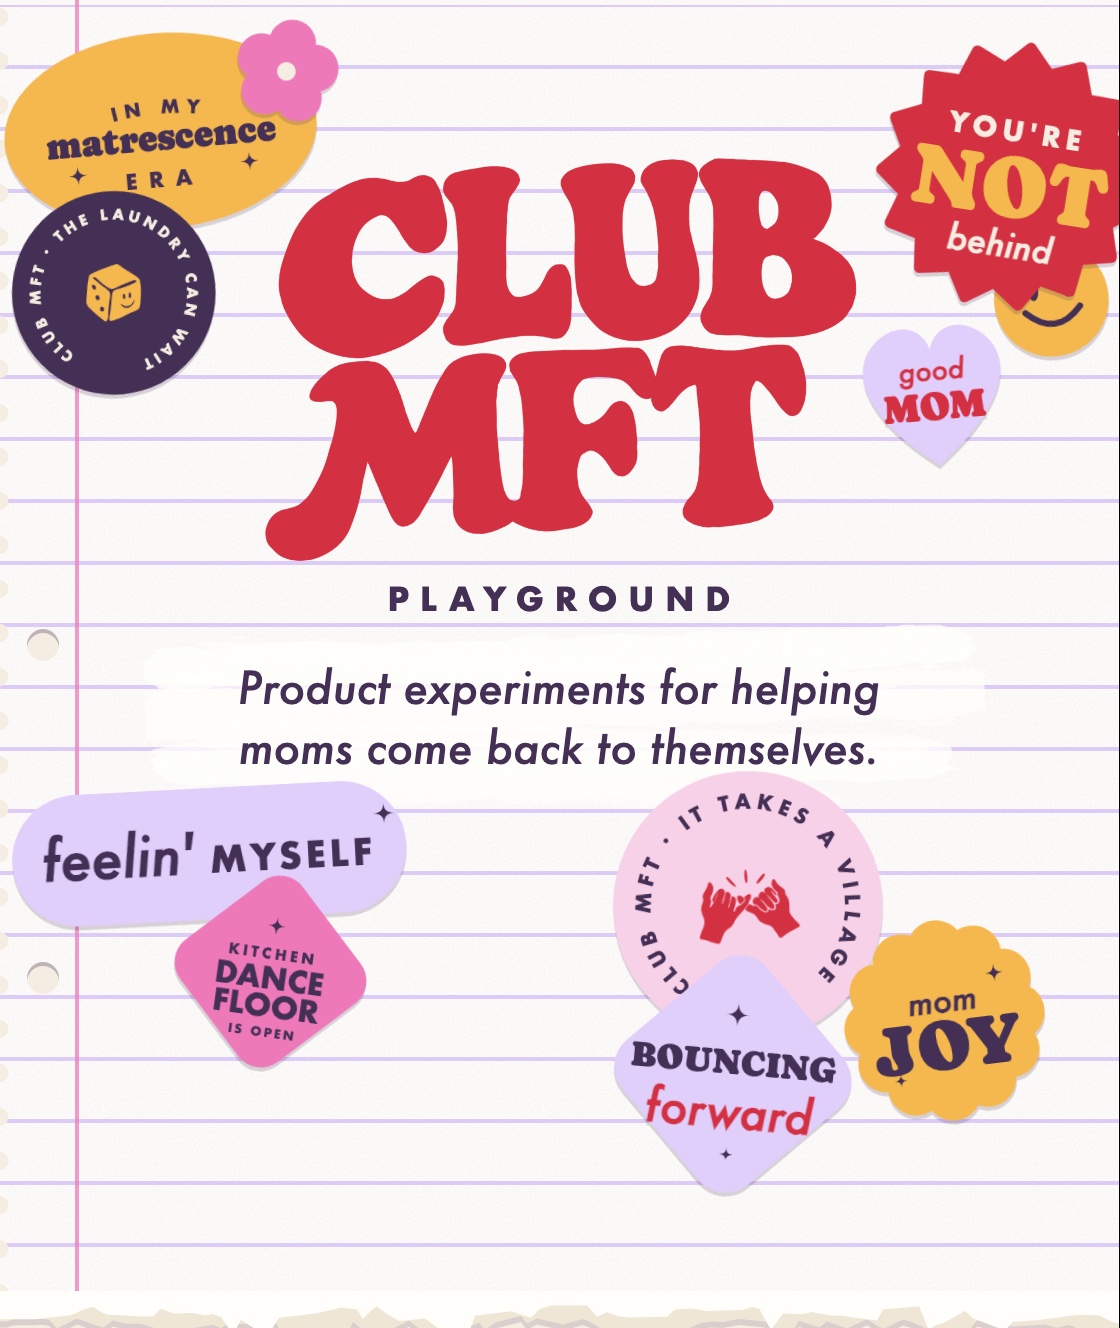 IN MY
matrescence
ERA
CLUB MFT · THE LAUNDRY CAN WAIT
CLUB
MFT
YOU'RE
NOT
behind
good
MOM
PLAYGROUND
Product experiments for helping
moms come back to themselves.
feelin' MYSELF
KITCHEN
DANCE
FLOOR
IS OPEN
CLUB MFT · IT TAKES A VILLAGE
BOUNCING
forward
mom
JOY